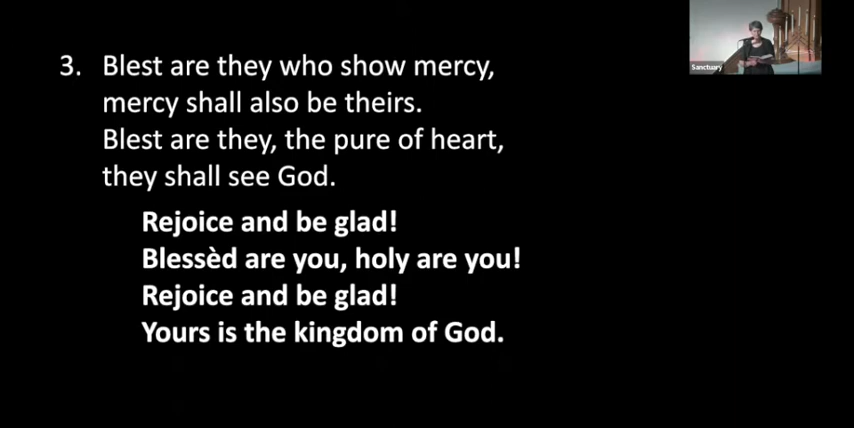 3. Blest are they who show mercy,
mercy shall also be theirs.
Blest are they, the pure of heart,
they shall see God.
Rejoice and be glad!
Blessèd are you, holy are you!
Rejoice and be glad!
Yours is the kingdom of God.
Sanctuary